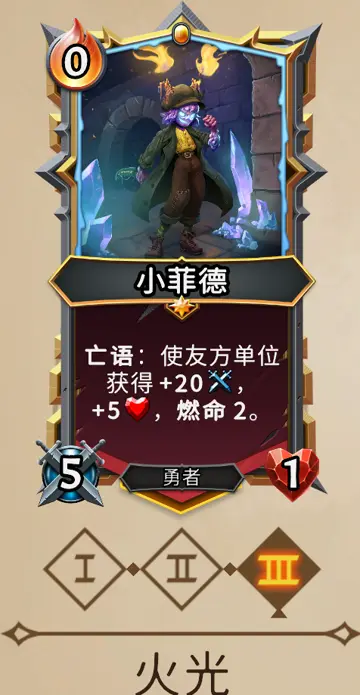 0
小菲德
亡语：使友方单位
获得 +20，
+5，燃命 2。
5
勇者
1
I II III
火光